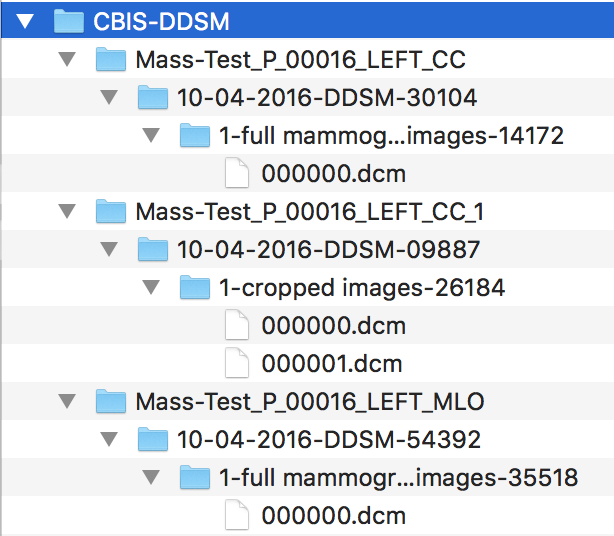 CBIS-DDSM
Mass-Test_P_00016_LEFT_CC
10-04-2016-DDSM-30104
1-full mammog...images-14172
000000.dcm
Mass-Test_P_00016_LEFT_CC_1
10-04-2016-DDSM-09887
1-cropped images-26184
000000.dcm
000001.dcm
Mass-Test_P_00016_LEFT_MLO
10-04-2016-DDSM-54392
1-full mammogr...images-35518
000000.dcm